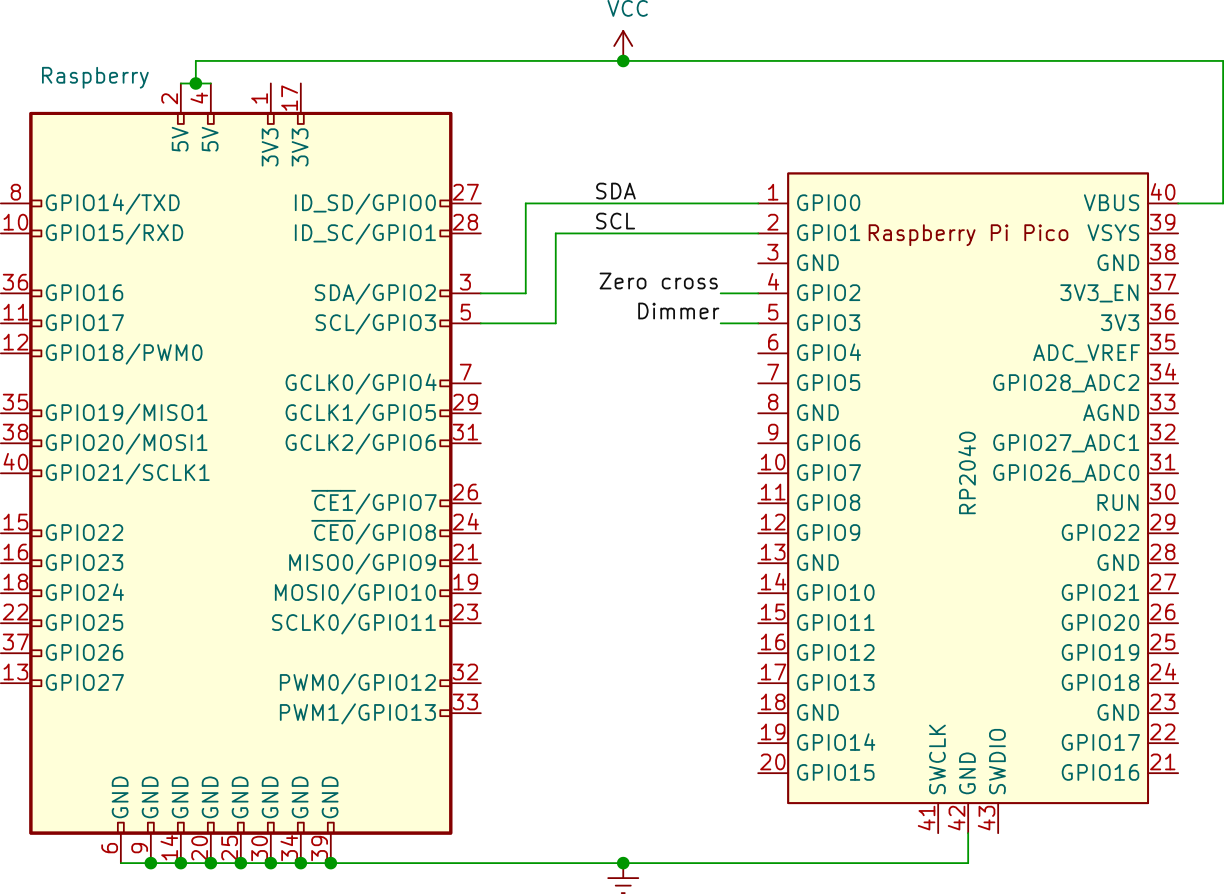 VCC
Raspberry
2 4 1 17
5V 5V 3V3 3V3
8 GPIO14/TXD
10 GPIO15/RXD
36 GPIO16
11 GPIO17
12 GPIO18/PWM0
35 GPIO19/MISO1
38 GPIO20/MOSI1
40 GPIO21/SCLK1
15 GPIO22
16 GPIO23
18 GPIO24
22 GPIO25
37 GPIO26
13 GPIO27
ID_SD/GPIO0 27
ID_SC/GPIO1 28
SDA/GPIO2 3
SCL/GPIO3 5
GCLK0/GPIO4 7
GCLK1/GPIO5 29
GCLK2/GPIO6 31
CE1/GPIO7 26
CE0/GPIO8 24
MISO0/GPIO9 21
MOSI0/GPIO10 19
SCLK0/GPIO11 23
PWM0/GPIO12 32
PWM1/GPIO13 33
GND GND GND GND GND GND GND GND
6 9 14 20 25 30 34 39
SDA
SCL
Zero cross
Dimmer
1 GPIO0
2 GPIO1
3 GND
4 GPIO2
5 GPIO3
6 GPIO4
7 GPIO5
8 GND
9 GPIO6
10 GPIO7
11 GPIO8
12 GPIO9
13 GND
14 GPIO10
15 GPIO11
16 GPIO12
17 GPIO13
18 GND
19 GPIO14
20 GPIO15
Raspberry Pi Pico
RP2040
VBUS 40
VSYS 39
GND 38
3V3_EN 37
3V3 36
ADC_VREF 35
GPIO28_ADC2 34
AGND 33
GPIO27_ADC1 32
GPIO26_ADC0 31
RUN 30
GPIO22 29
GND 28
GPIO21 27
GPIO20 26
GPIO19 25
GPIO18 24
GND 23
GPIO17 22
GPIO16 21
SWCLK GND SWDIO
41 42 43